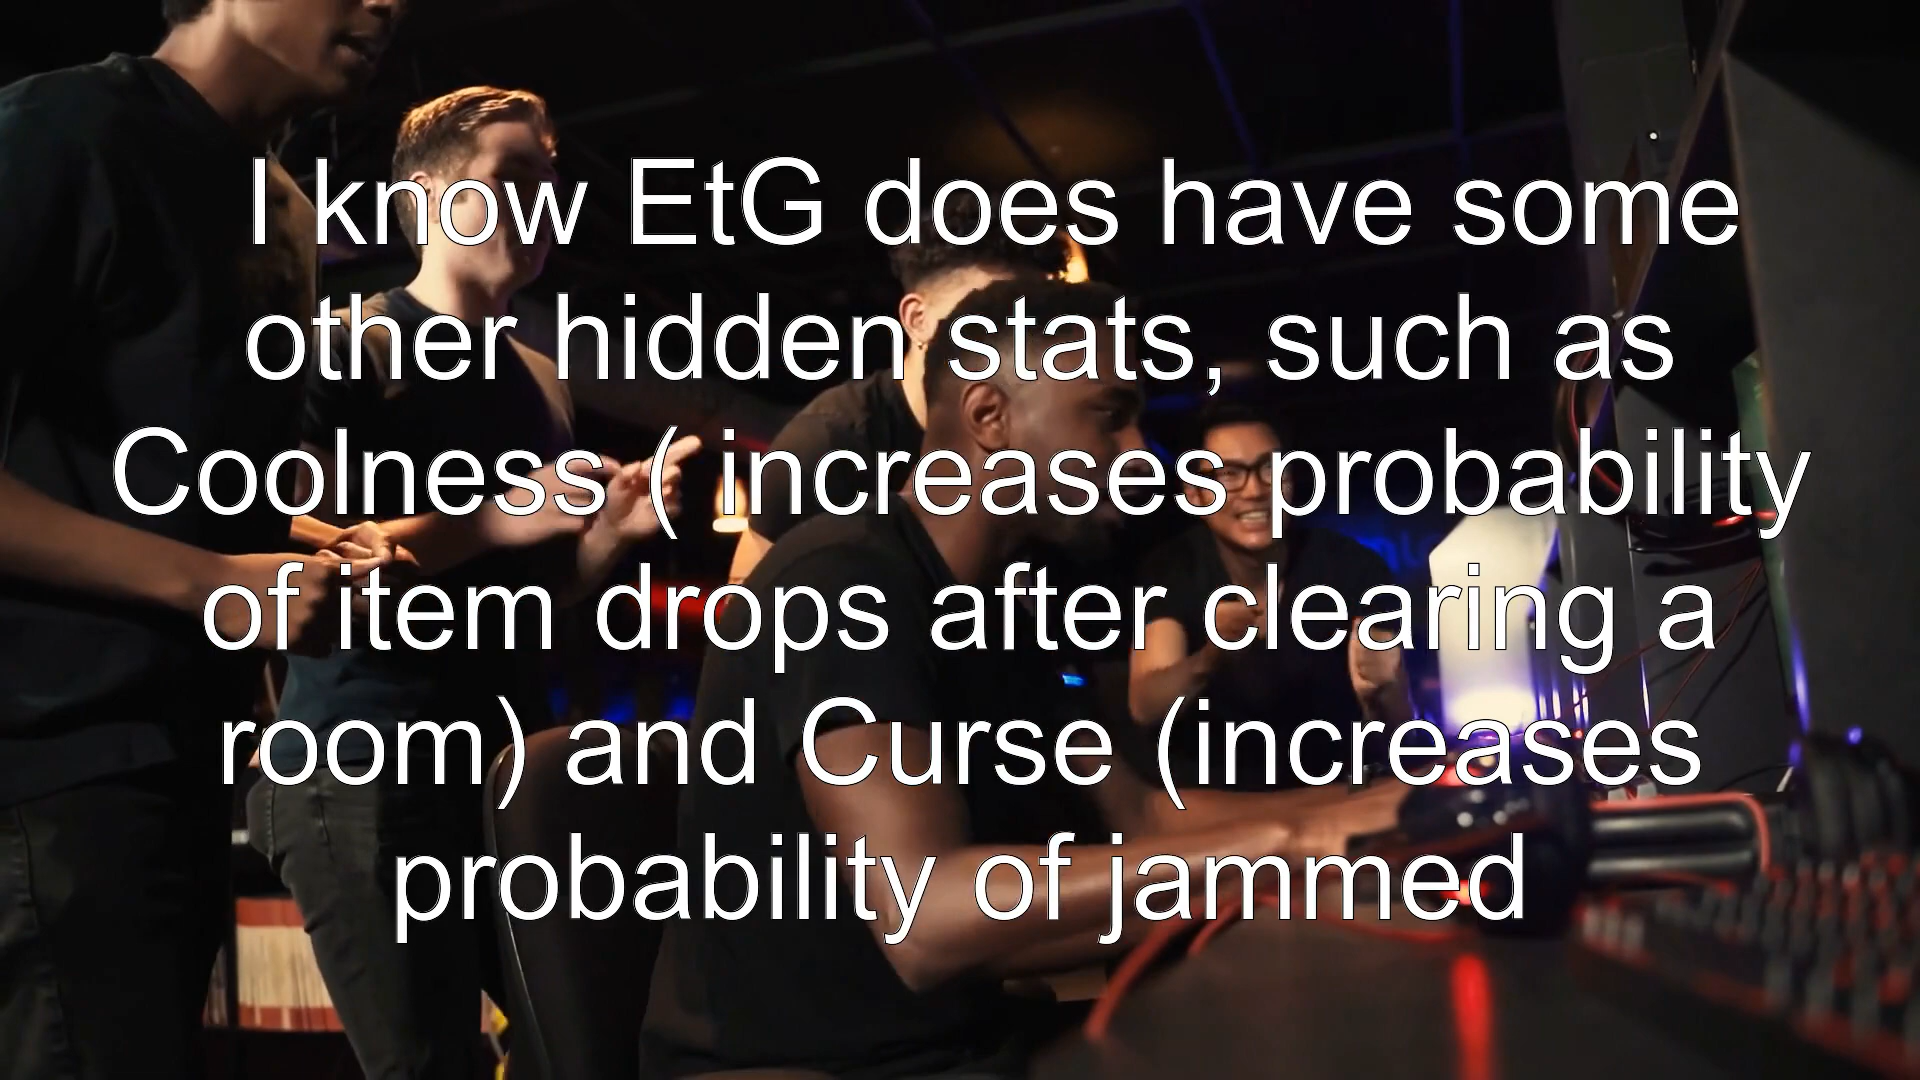 I know EtG does have some
other hidden stats, such as
Coolness ( increases probability
of item drops after clearing a
room) and Curse (increases
probability of jammed